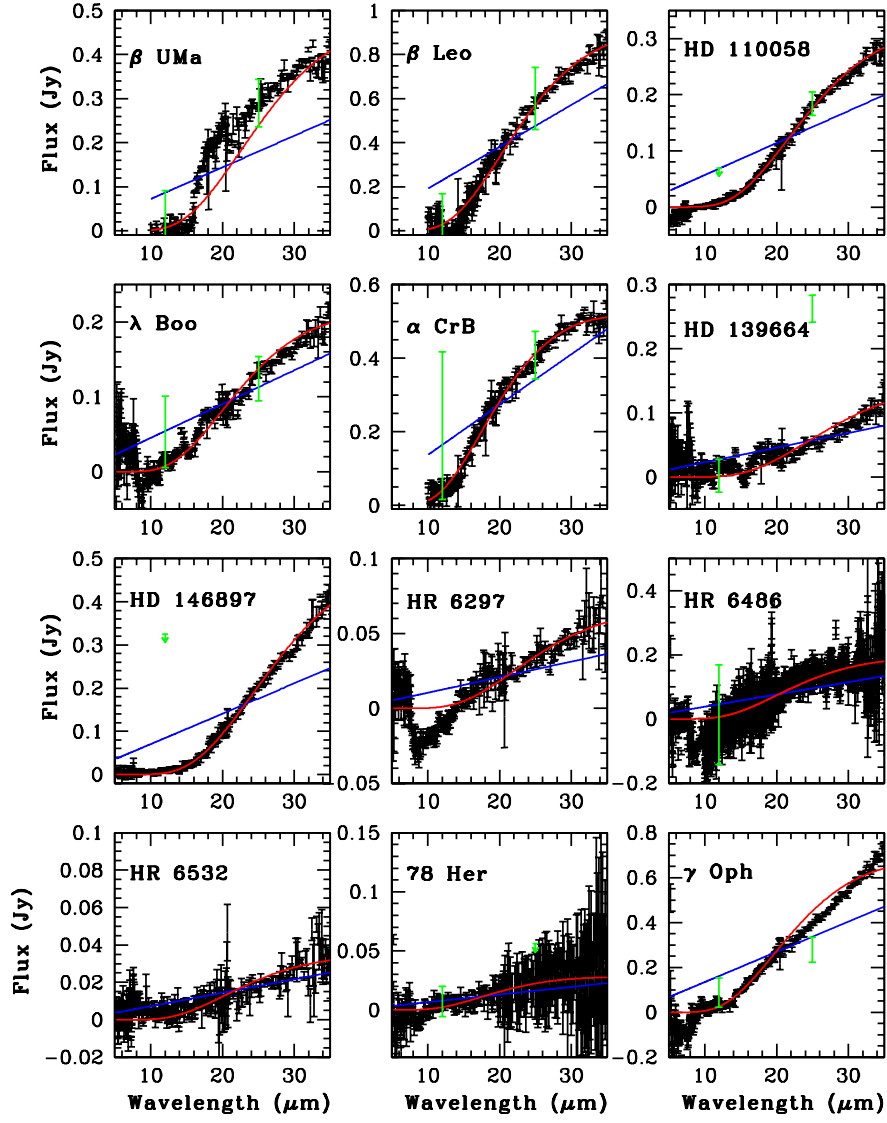 0.5
0.4
0.3
0.2
0.1
0
10 20 30
β UMa
Flux (Jy)
1
0.8
0.6
0.4
0.2
0
10 20 30
β Leo
0.3
0.2
0.1
0
10 20 30
HD 110058
0.2
0.1
0
10 20 30
λ Boo
Flux (Jy)
0.6
0.4
0.2
0
10 20 30
α CrB
0.3
0.2
0.1
0
10 20 30
HD 139664
0.5
0.4
0.3
0.2
0.1
0
10 20 30
HD 146897
Flux (Jy)
0.1
0.05
0
-0.05
10 20 30
HR 6297
0.4
0.2
0
-0.2
10 20 30
HR 6486
0.1
0.08
0.06
0.04
0.02
0
-0.02
10 20 30
HR 6532
Flux (Jy)
Wavelength (μm)
0.15
0.1
0.05
0
10 20 30
78 Her
Wavelength (μm)
0.8
0.6
0.4
0.2
0
-0.2
10 20 30
γ Oph
Wavelength (μm)